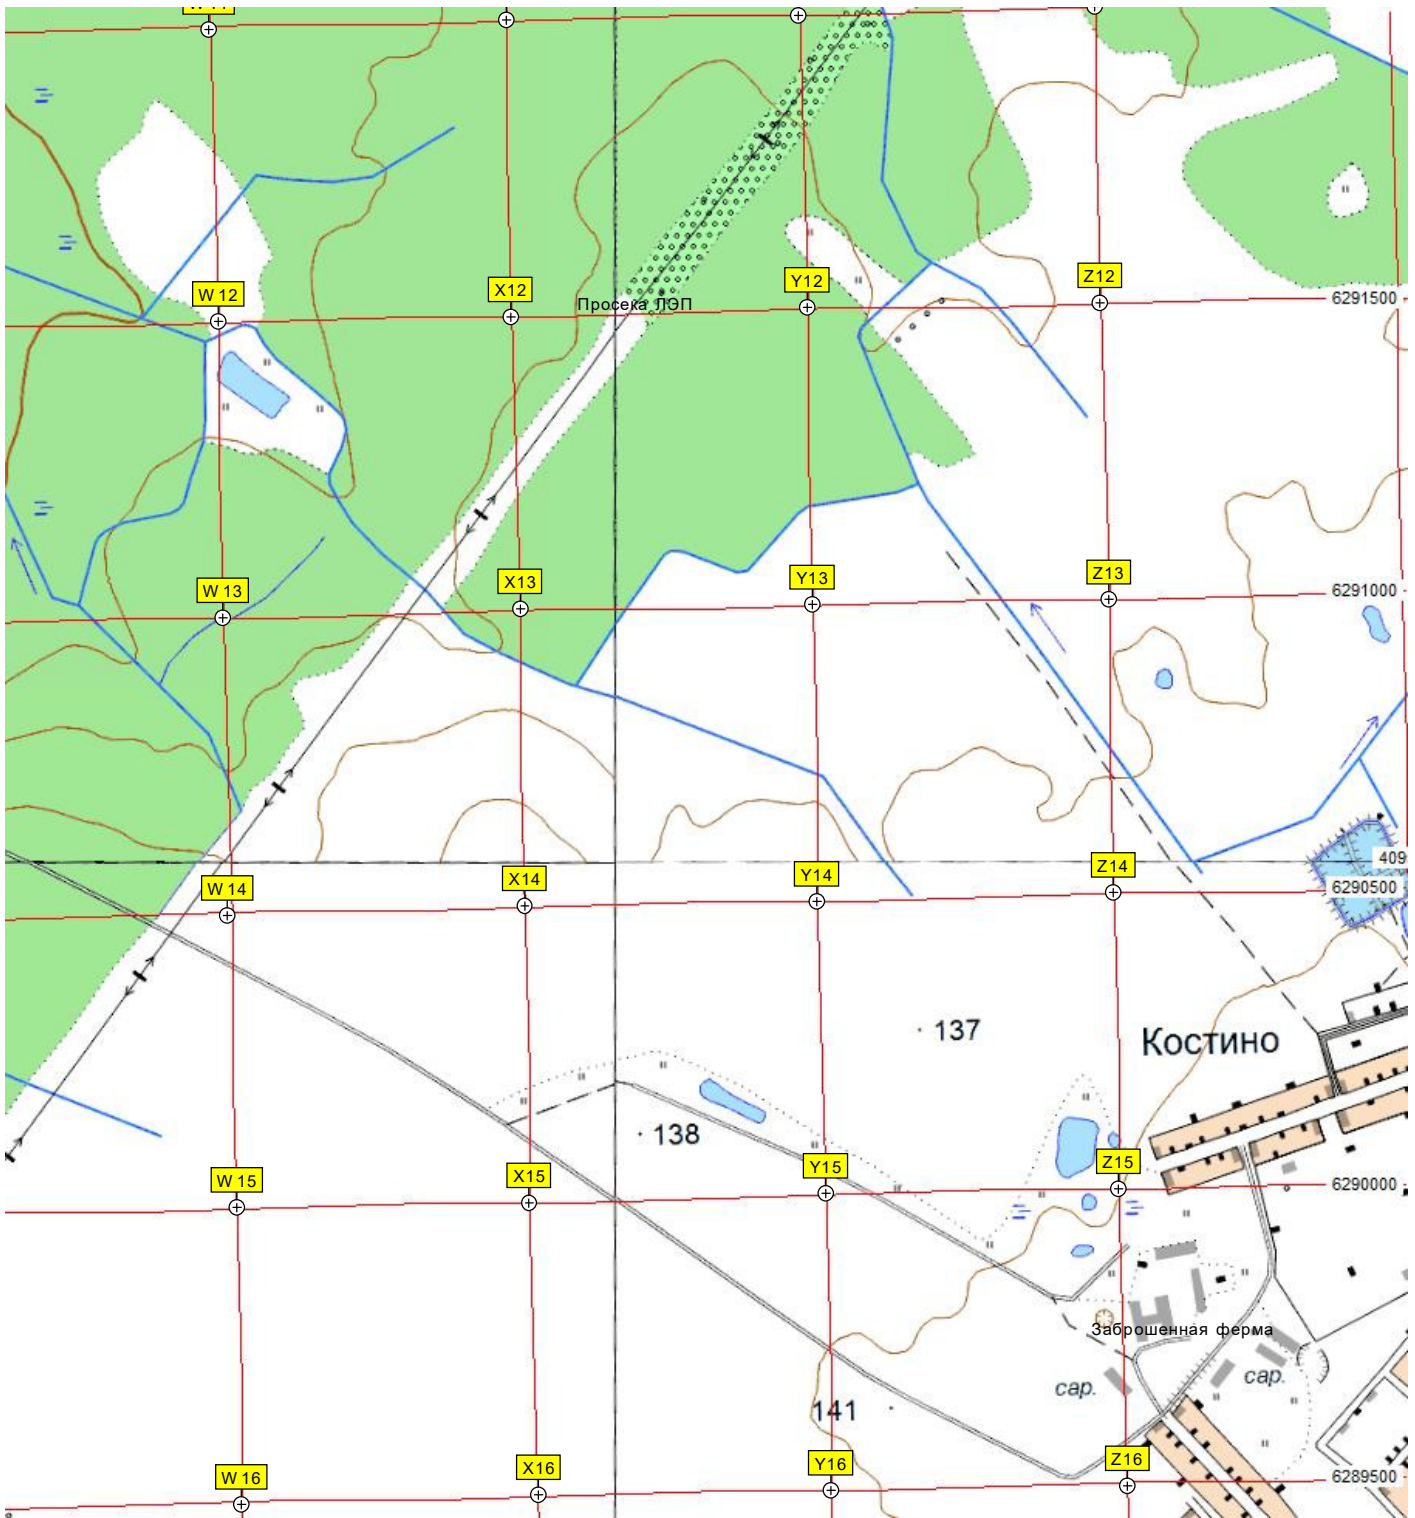 W 12
X12
Просека ЛЭП
Y12
Z12
6291500
W 13
X13
Y13
Z13
6291000
W 14
X14
Y14
Z14
409
6290500
137
Костино
138
W 15
X15
Y15
Z15
6290000
Заброшенная ферма
сар.
сар.
141
W 16
X16
Y16
Z16
6289500